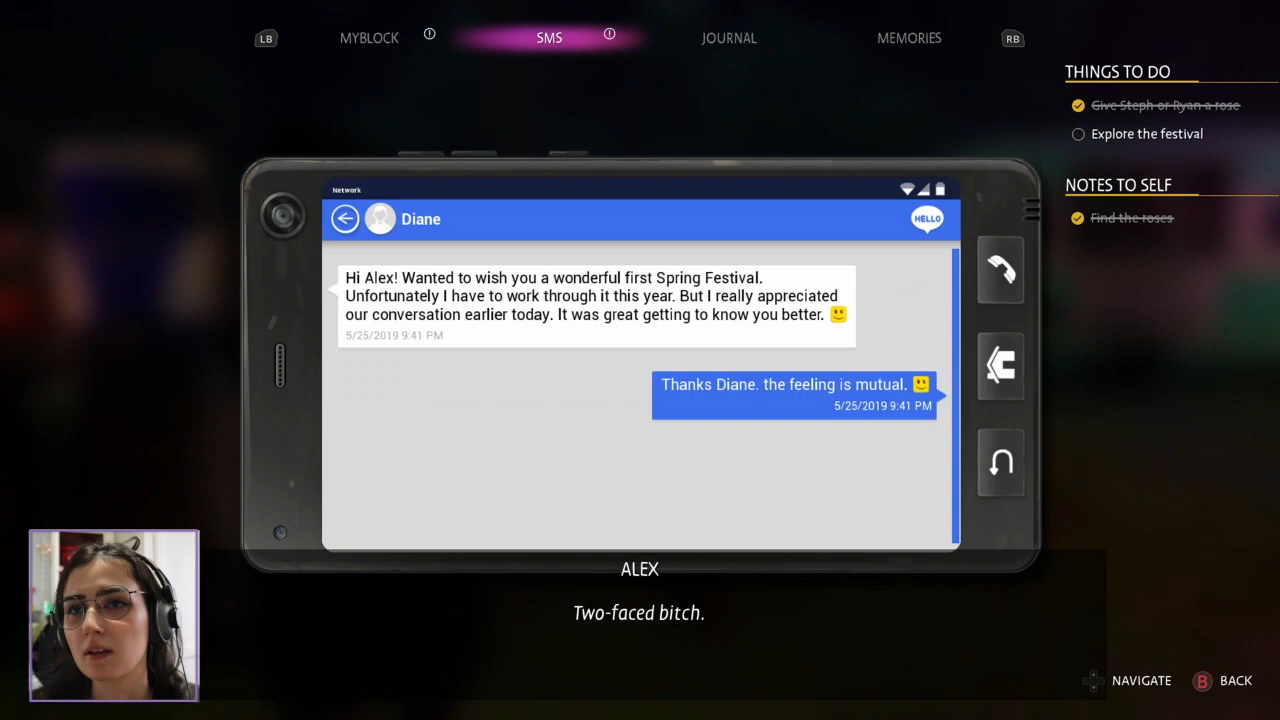 LB
MYBLOCK
SMS
JOURNAL
MEMORIES
RB
THINGS TO DO
Give Steph or Ryan a rose
Explore the festival
NOTES TO SELF
Find the roses
Network
Diane
HELLO
Hi Alex! Wanted to wish you a wonderful first Spring Festival.
Unfortunately I have to work through it this year. But I really appreciated
our conversation earlier today. It was great getting to know you better.
5/25/2019 9:41 PM
Thanks Diane. the feeling is mutual.
5/25/2019 9:41 PM
ALEX
Two-faced bitch.
NAVIGATE
B BACK